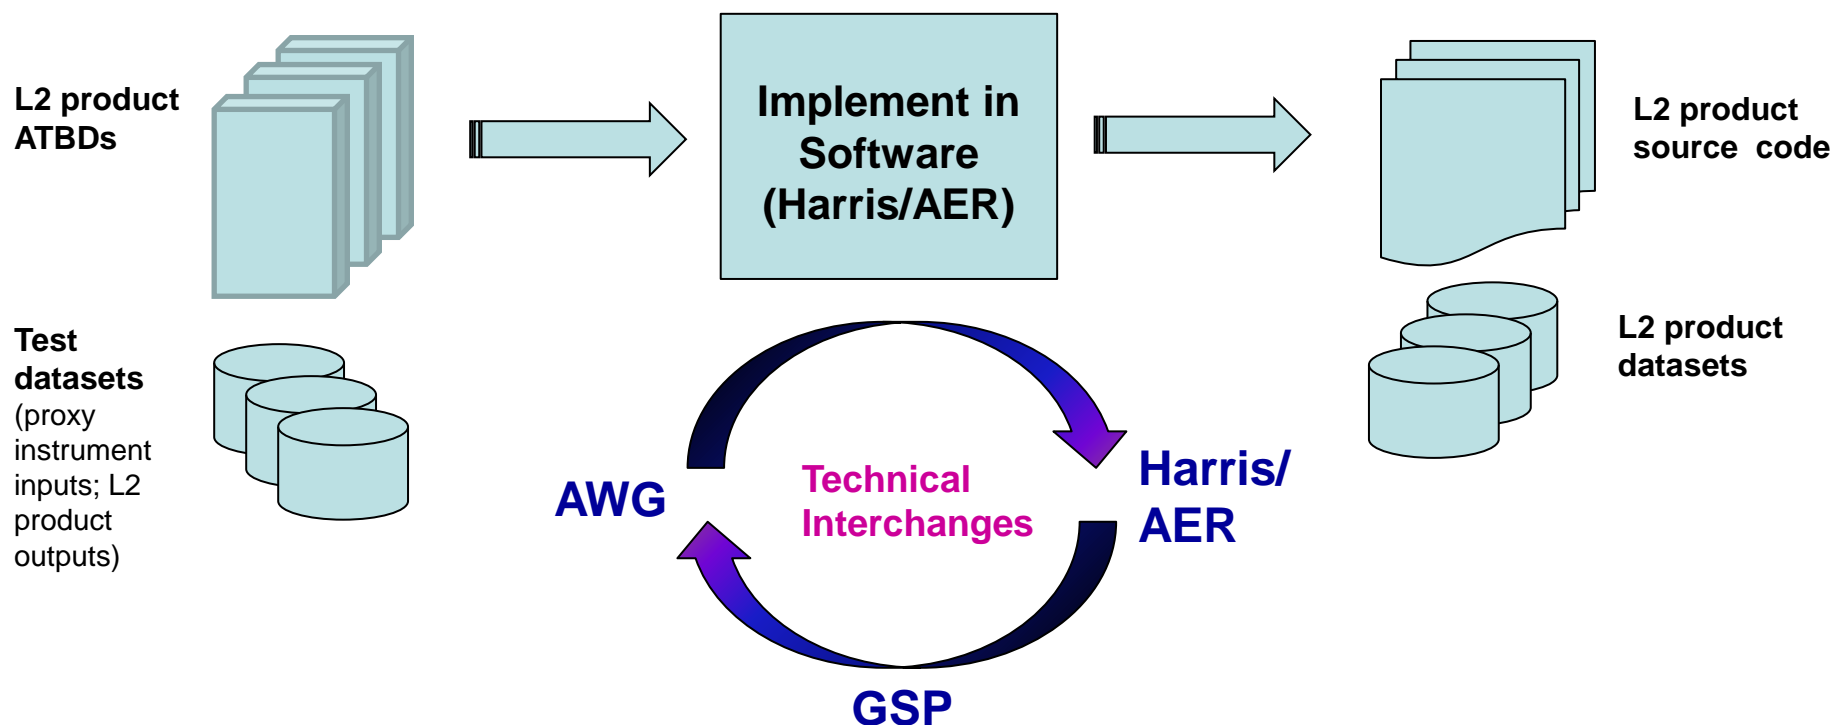 L2 product
ATBDs
Implement in
Software
(Harris/AER)
L2 product
source code
Test
datasets
(proxy
instrument
inputs; L2
product
outputs)
L2 product
datasets
AWG
Technical
Interchanges
Harris/
AER
GSP